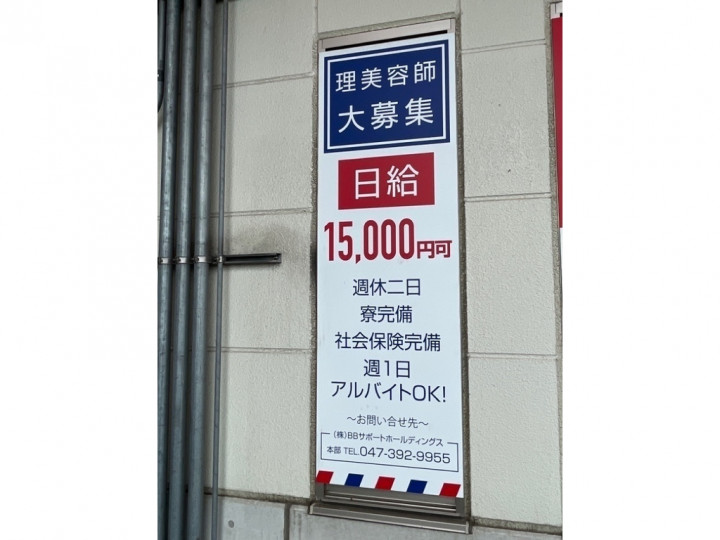 理美容師
大募集
日給
15,000円可
週休二日
寮完備
社会保険完備
週1日
アルバイトOK!
〜お問い合せ先〜
(株)BBサポートホールディングス
本部 TEL.047-392-9955